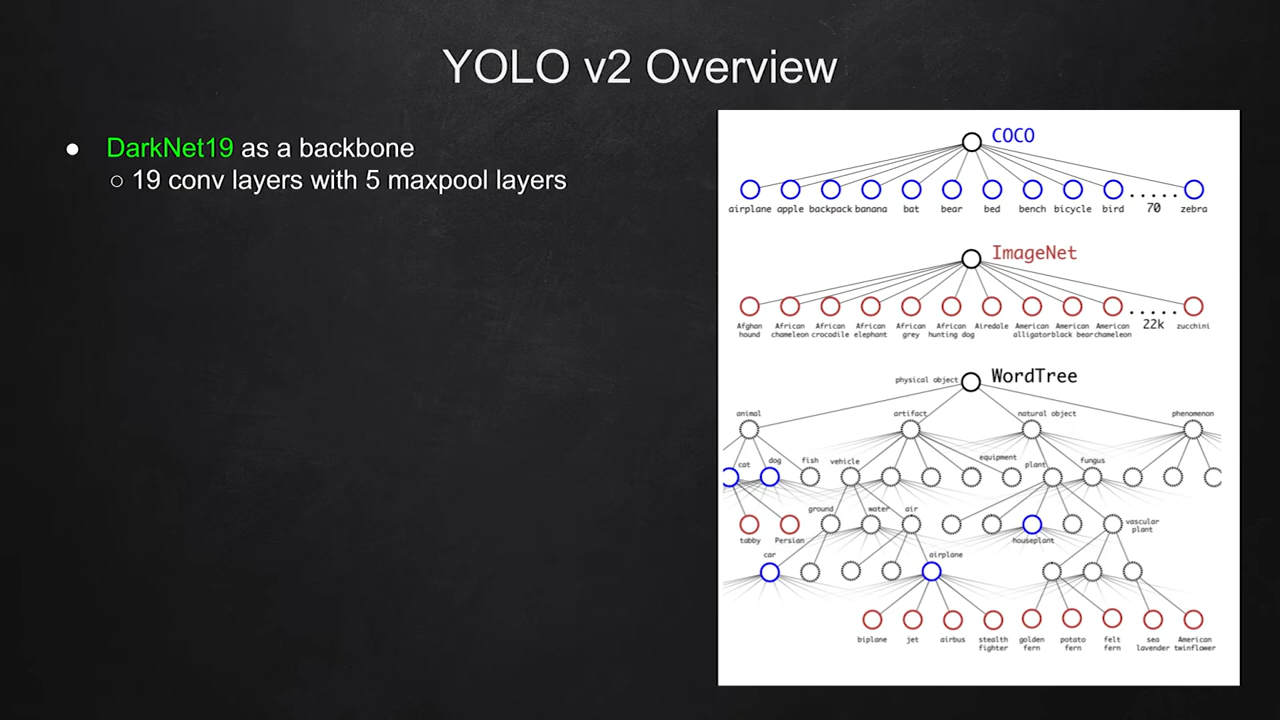 YOLO v2 Overview
● DarkNet19 as a backbone
○ 19 conv layers with 5 maxpool layers
COCO
airplane apple backpack banana bat bear bed bench bicycle bird 70 zebra
ImageNet
Afghan hound African chameleon African crocodile African elephant African grey African hunting dog Airedale American alligator American black bear American chameleon 22k zucchini
WordTree
physical object
animal artifact natural object phenomenon
cat dog fish vehicle equipment plant fungus
ground water air vascular plant
tabby Persian houseplant
car airplane
biplane jet airbus stealth fighter golden fern potato fern felt fern sea lavender American twinflower